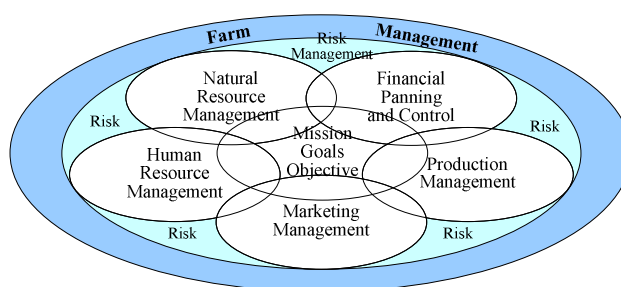 Farm Management
Risk
Management
Natural
Resource
Management
Financial
Panning
and Control
Risk
Risk
Mission
Goals
Objective
Human
Resource
Management
Production
Management
Marketing
Management
Risk
Risk